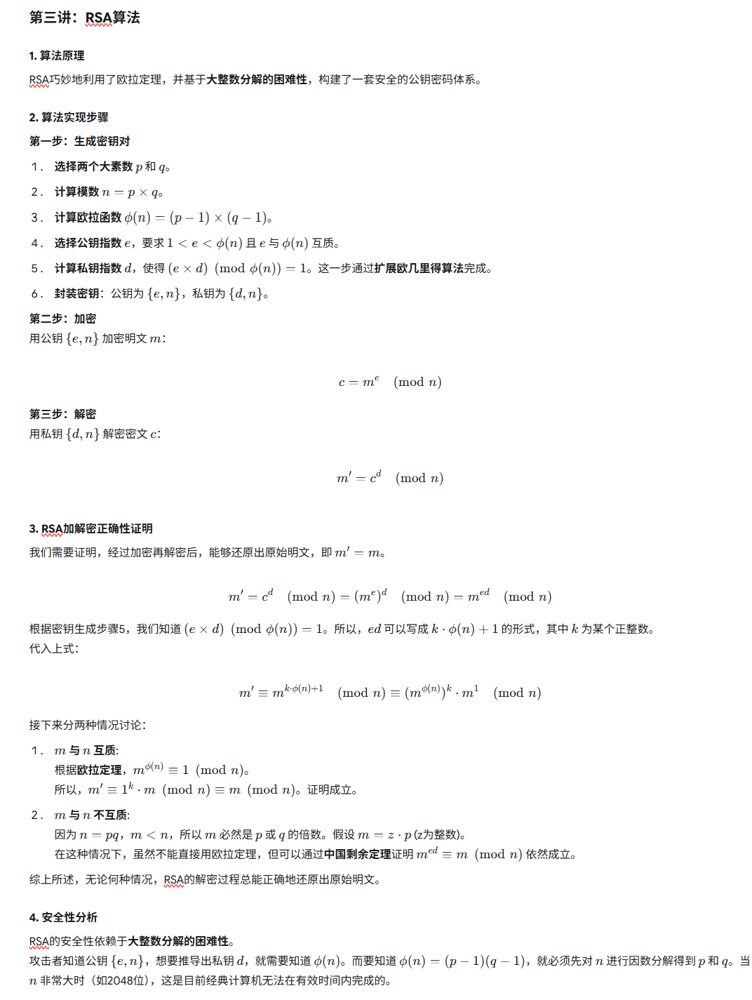 第三讲：RSA算法
1. 算法原理
RSA巧妙地利用了欧拉定理，并基于大整数分解的困难性，构建了一套安全的公钥密码体系。
2. 算法实现步骤
第一步：生成密钥对
1. 选择两个大素数 p 和 q。
2. 计算模数 n = p × q。
3. 计算欧拉函数 ϕ(n) = (p − 1) × (q − 1)。
4. 选择公钥指数 e，要求 1 < e < ϕ(n) 且 e 与 ϕ(n) 互质。
5. 计算私钥指数 d，使得 (e × d) (mod ϕ(n)) = 1。这一步通过扩展欧几里得算法完成。
6. 封装密钥：公钥为 {e, n}，私钥为 {d, n}。
第二步：加密
用公钥 {e, n} 加密明文 m：
c = m^e (mod n)
第三步：解密
用私钥 {d, n} 解密密文 c：
m′ = c^d (mod n)
3. RSA加解密正确性证明
我们需要证明，经过加密再解密后，能够还原出原始明文，即 m′ = m。
m′ = c^d (mod n) = (m^e)^d (mod n) = m^{ed} (mod n)
根据密钥生成步骤5，我们知道 (e × d) (mod ϕ(n)) = 1。所以，ed 可以写成 k · ϕ(n) + 1 的形式，其中 k 为某个正整数。
代入上式：
m′ ≡ m^{k·ϕ(n)+1} (mod n) ≡ (m^{ϕ(n)})^k · m^1 (mod n)
接下来分两种情况讨论：
1. m 与 n 互质:
根据欧拉定理，m^{ϕ(n)} ≡ 1 (mod n)。
所以，m′ ≡ 1^k · m (mod n) ≡ m (mod n)。证明成立。
2. m 与 n 不互质:
因为 n = pq，m < n，所以 m 必然是 p 或 q 的倍数。假设 m = z · p (z为整数)。
在这种情况下，虽然不能直接用欧拉定理，但可以通过中国剩余定理证明 m^{ed} ≡ m (mod n) 依然成立。
综上所述，无论何种情况，RSA的解密过程总能正确地还原出原始明文。
4. 安全性分析
RSA的安全性依赖于大整数分解的困难性。
攻击者知道公钥 {e, n}，想要推导出私钥 d，就需要知道 ϕ(n)。而要知道 ϕ(n) = (p − 1)(q − 1)，就必须先对 n 进行因数分解得到 p 和 q。当
n 非常大时（如2048位），这是目前经典计算机无法在有效时间内完成的。